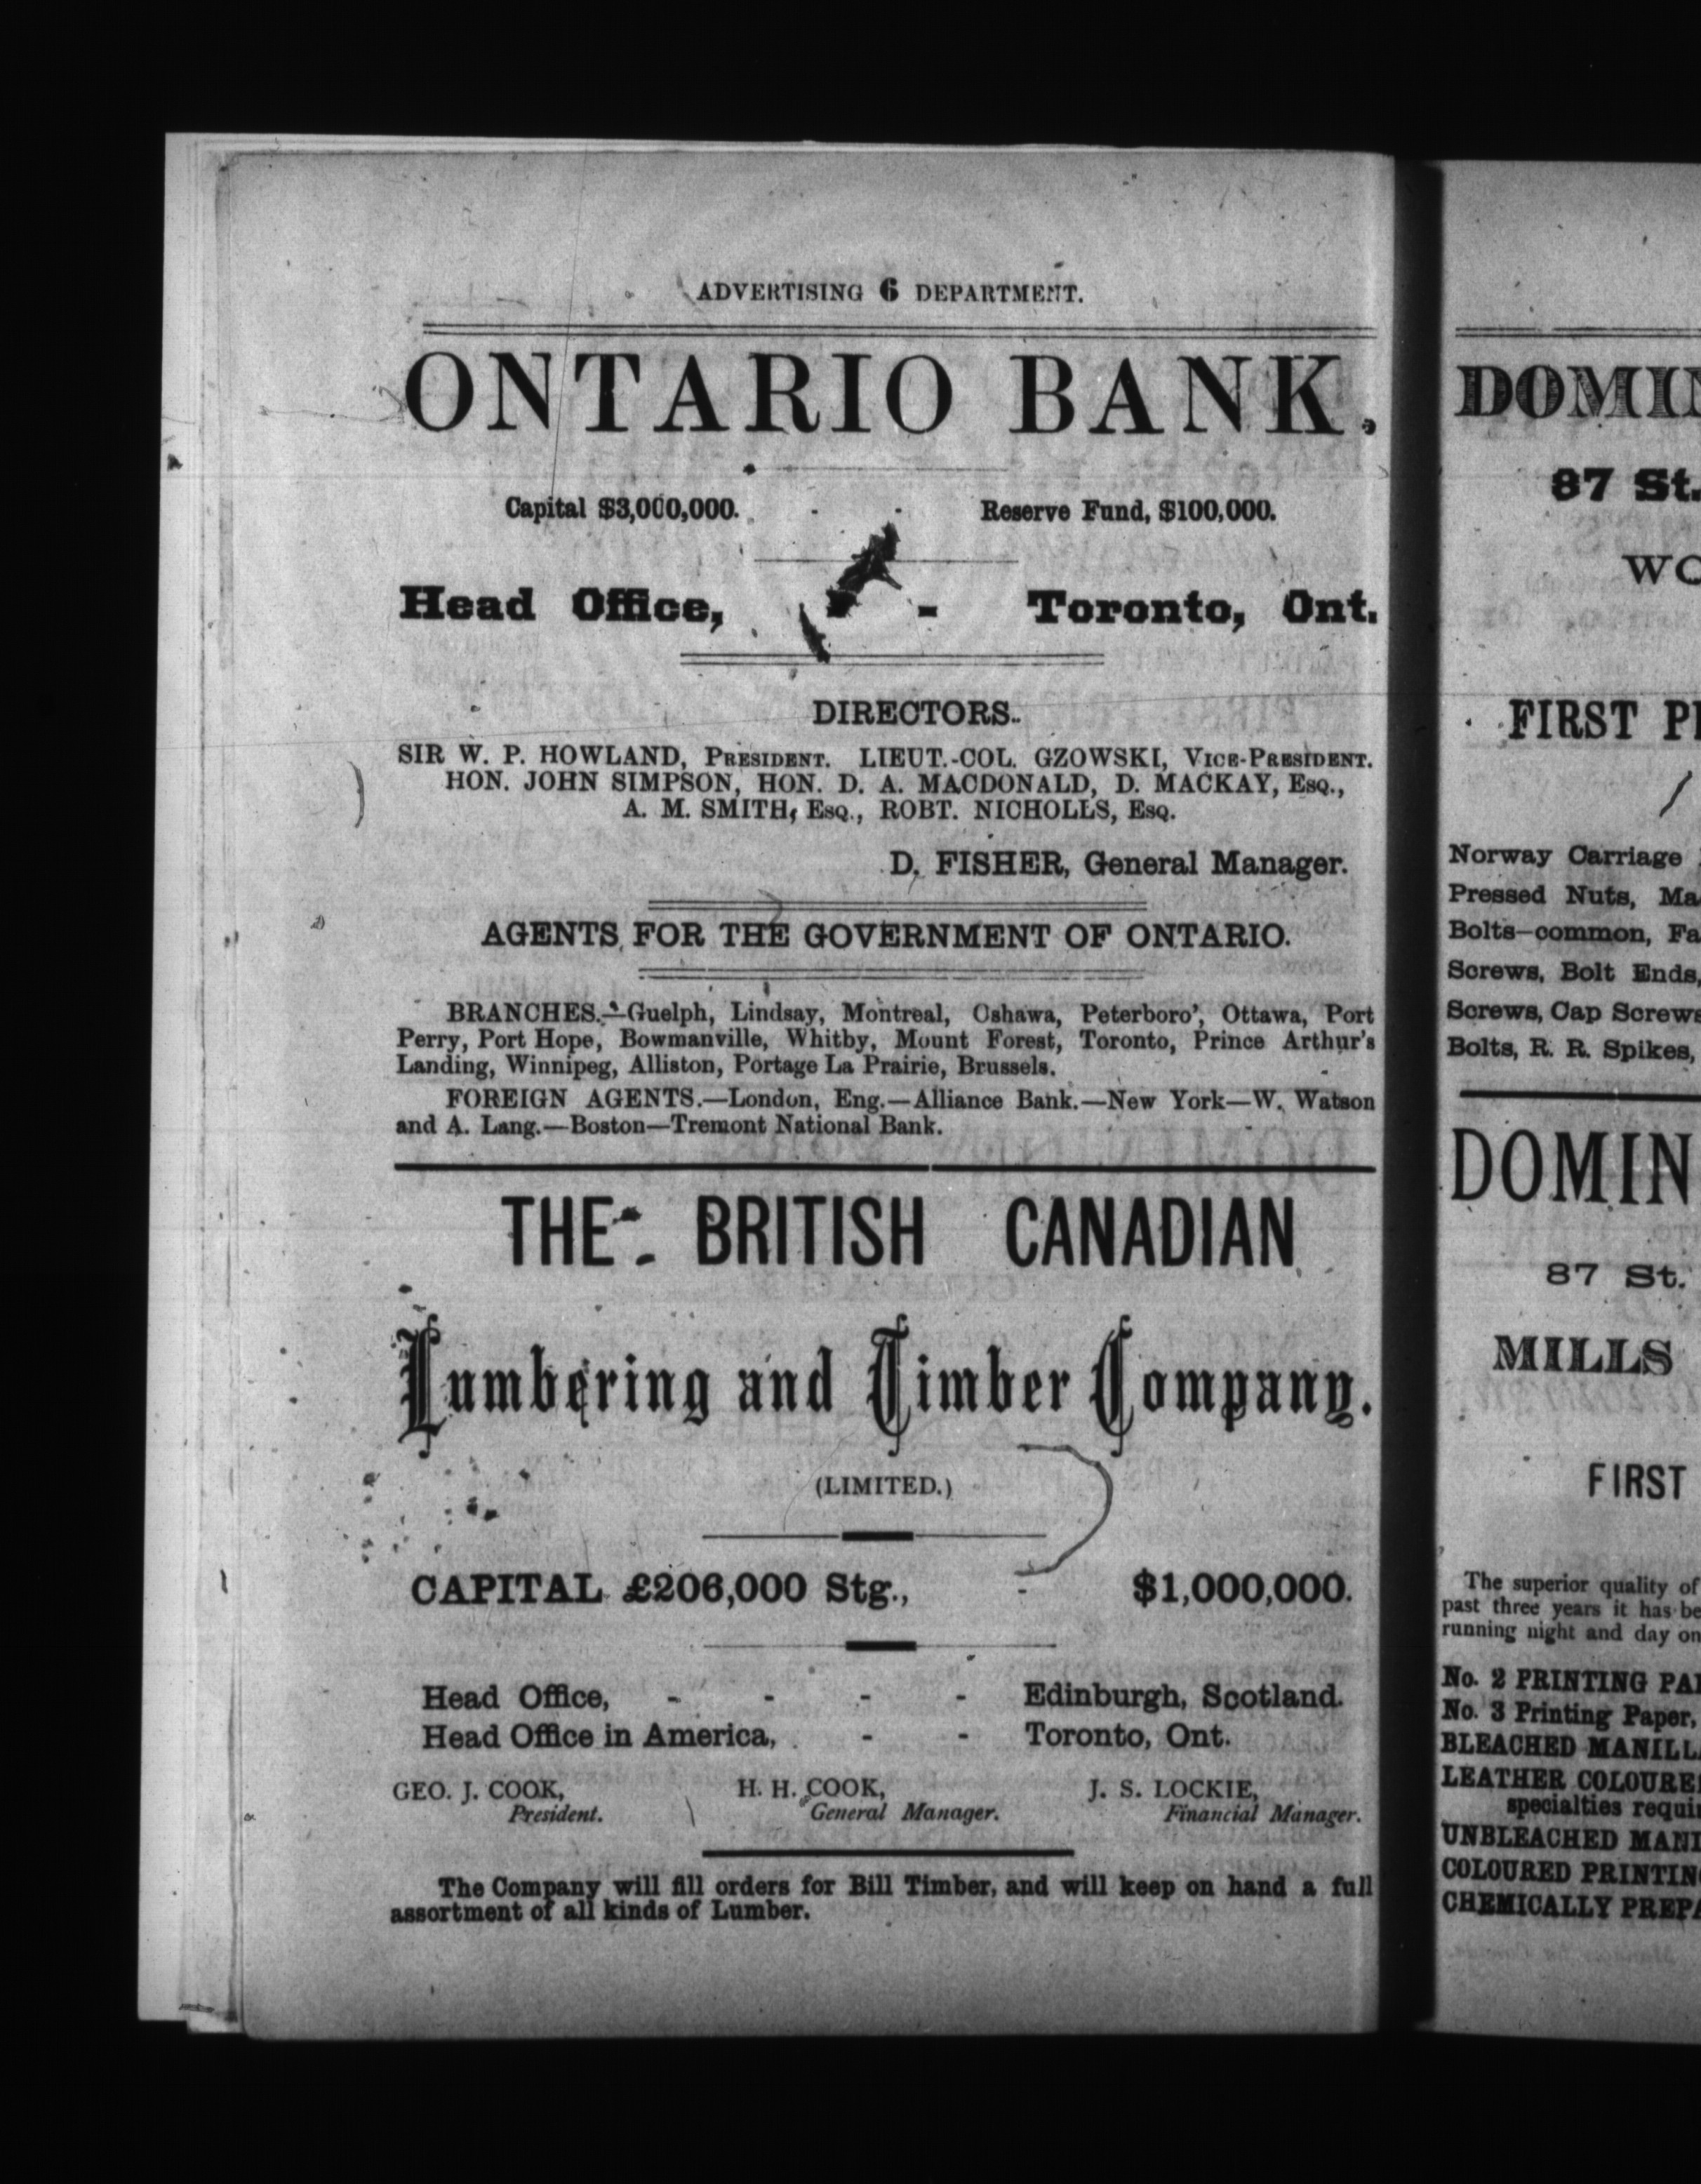 ADVERTISING 6 DEPARTMENT.
ONTARIO BANK.
Capital $3,000,000. - - Reserve Fund, $100,000.
Head Office, - - Toronto, Ont.
DIRECTORS.
SIR W. P. HOWLAND, PRESIDENT. LIEUT.-COL. GZOWSKI, VICE-PRESIDENT.
HON. JOHN SIMPSON, HON. D. A. MACDONALD, D. MACKAY, ESQ.,
A. M. SMITH, ESQ., ROBT. NICHOLLS, ESQ.
D. FISHER, General Manager.
AGENTS FOR THE GOVERNMENT OF ONTARIO.
BRANCHES.—Guelph, Lindsay, Montreal, Oshawa, Peterboro', Ottawa, Port
Perry, Port Hope, Bowmanville, Whitby, Mount Forest, Toronto, Prince Arthur's
Landing, Winnipeg, Alliston, Portage La Prairie, Brussels.
FOREIGN AGENTS.—London, Eng.—Alliance Bank.—New York—W. Watson
and A. Lang.—Boston—Tremont National Bank.
THE BRITISH CANADIAN
Lumbering and Timber Company.
(LIMITED.)
CAPITAL £206,000 Stg., - $1,000,000.
Head Office, - - - - Edinburgh, Scotland.
Head Office in America, - - Toronto, Ont.
GEO. J. COOK, H. H. COOK, J. S. LOCKIE,
President. General Manager. Financial Manager.
The Company will fill orders for Bill Timber, and will keep on hand a full
assortment of all kinds of Lumber.
DOMIN
87 St.
WO
FIRST P
Norway Carriage
Pressed Nuts, Ma
Bolts—common, Fa
Screws, Bolt Ends,
Screws, Cap Screws
Bolts, R. R. Spikes,
DOMIN
87 St.
MILLS
FIRST
The superior quality of
past three years it has be
running night and day on
No. 2 PRINTING PA
No. 3 Printing Paper,
BLEACHED MANILL
LEATHER COLOURE
specialties requi
UNBLEACHED MANI
COLOURED PRINTIN
CHEMICALLY PREP